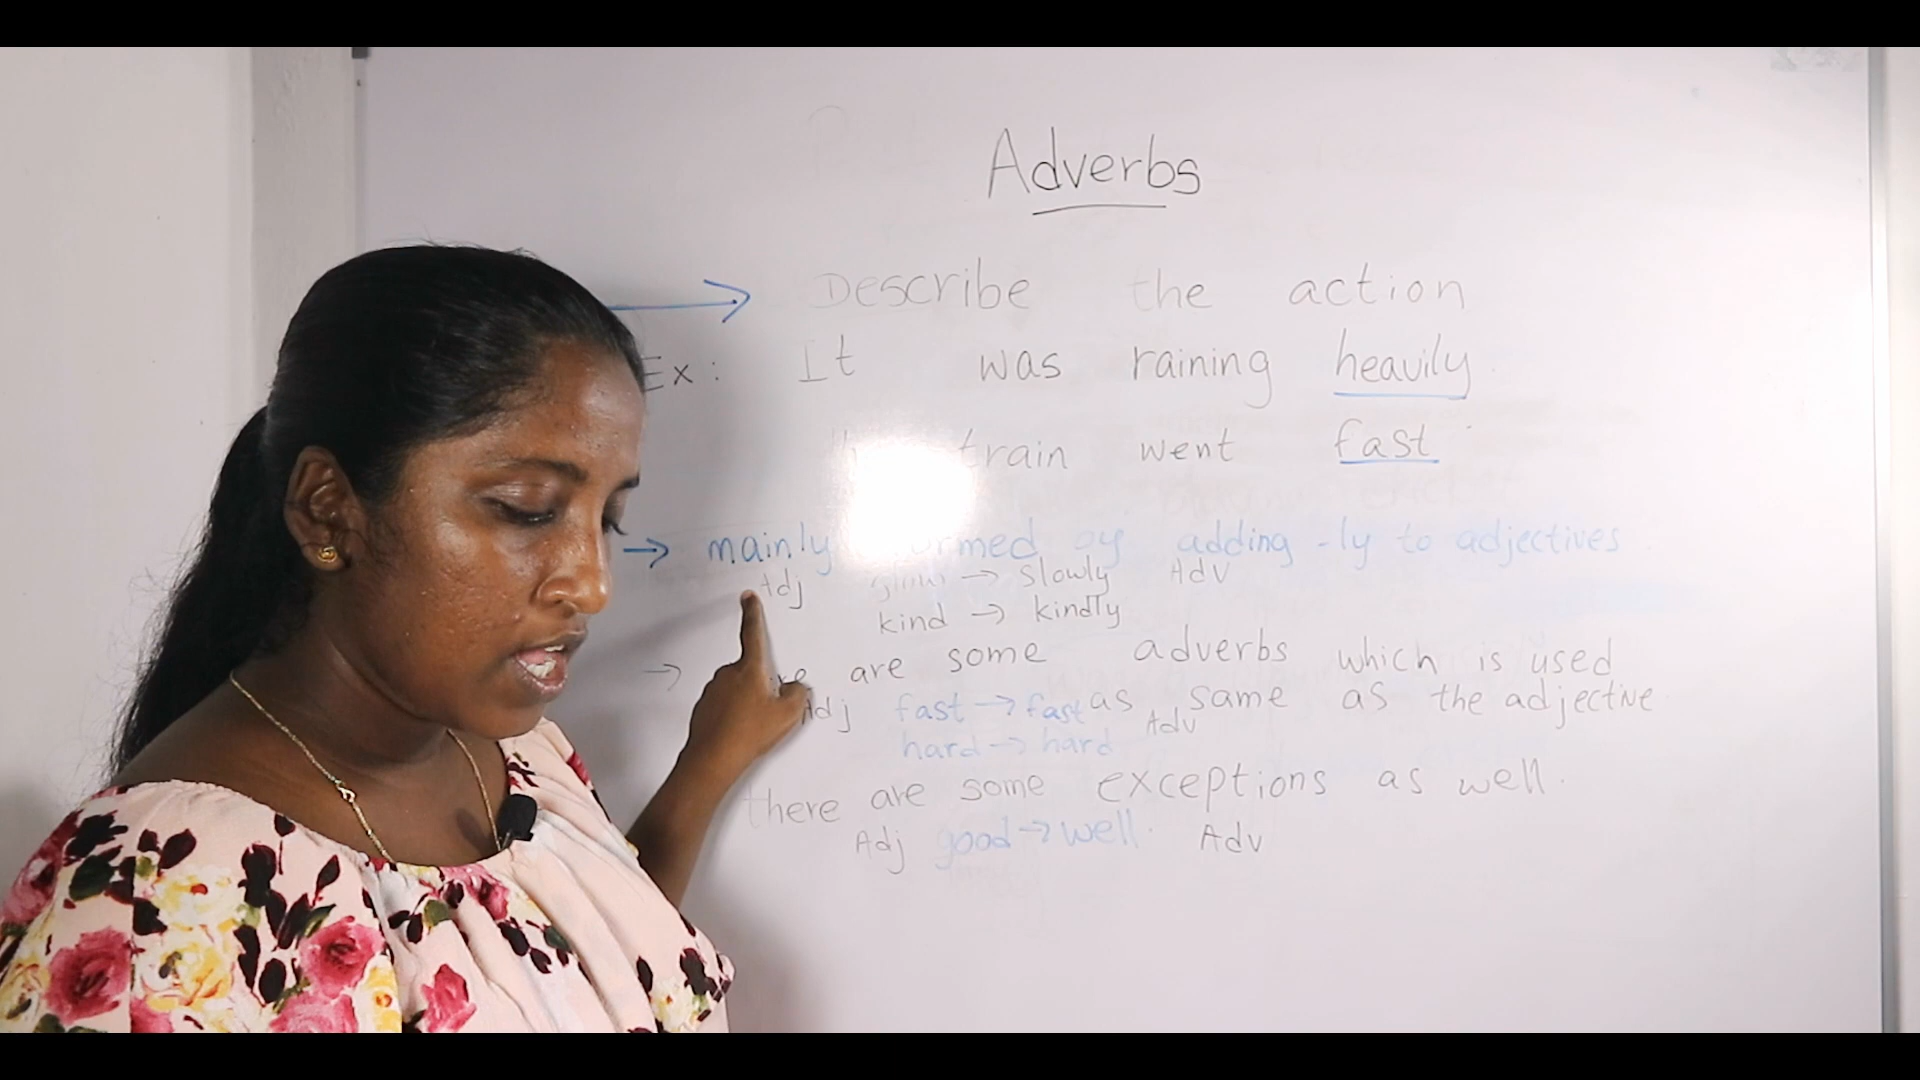 Adverbs
Describe the action
Ex: It was raining heavily
train went fast
→ mainly formed by adding -ly to adjectives
Adj slow → slowly Adv
kind → kindly
→ are some adverbs which is used
Adj fast → fast as same as the adjective
hard → hard Adv
there are some exceptions as well.
Adj good → well. Adv